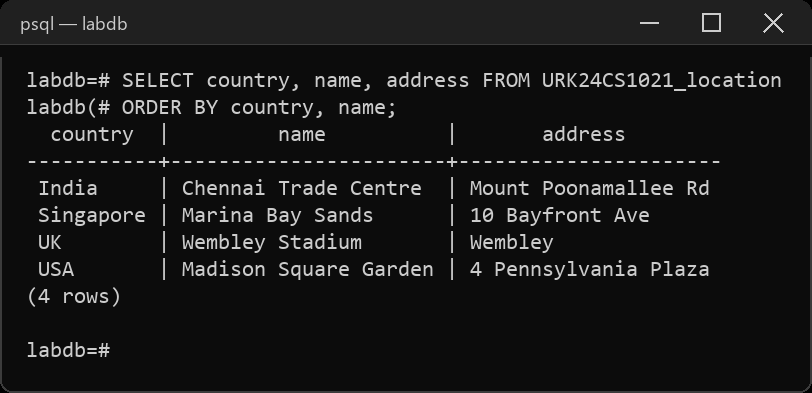 psql — labdb
labdb=# SELECT country, name, address FROM URK24CS1021_location
labdb(# ORDER BY country, name;
  country  |         name          |       address
-----------+-----------------------+----------------------
 India     | Chennai Trade Centre  | Mount Poonamallee Rd
 Singapore | Marina Bay Sands      | 10 Bayfront Ave
 UK        | Wembley Stadium       | Wembley
 USA       | Madison Square Garden | 4 Pennsylvania Plaza
(4 rows)
labdb=#